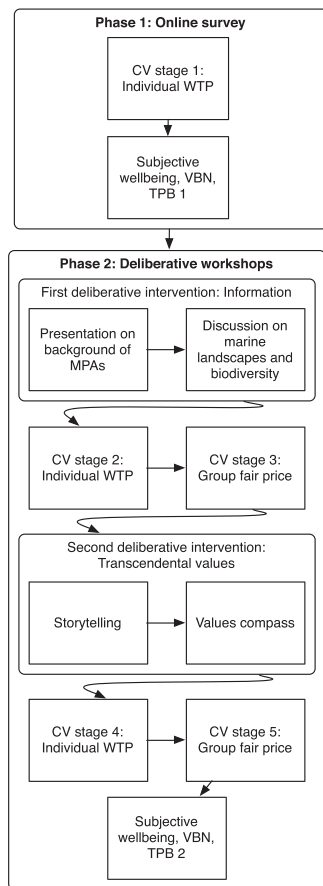 Phase 1: Online survey
CV stage 1:
Individual WTP
Subjective
wellbeing, VBN,
TPB 1
Phase 2: Deliberative workshops
First deliberative intervention: Information
Presentation on
background of
MPAs
Discussion on
marine
landscapes and
biodiversity
CV stage 2:
Individual WTP
CV stage 3:
Group fair price
Second deliberative intervention:
Transcendental values
Storytelling
Values compass
CV stage 4:
Individual WTP
CV stage 5:
Group fair price
Subjective
wellbeing, VBN,
TPB 2